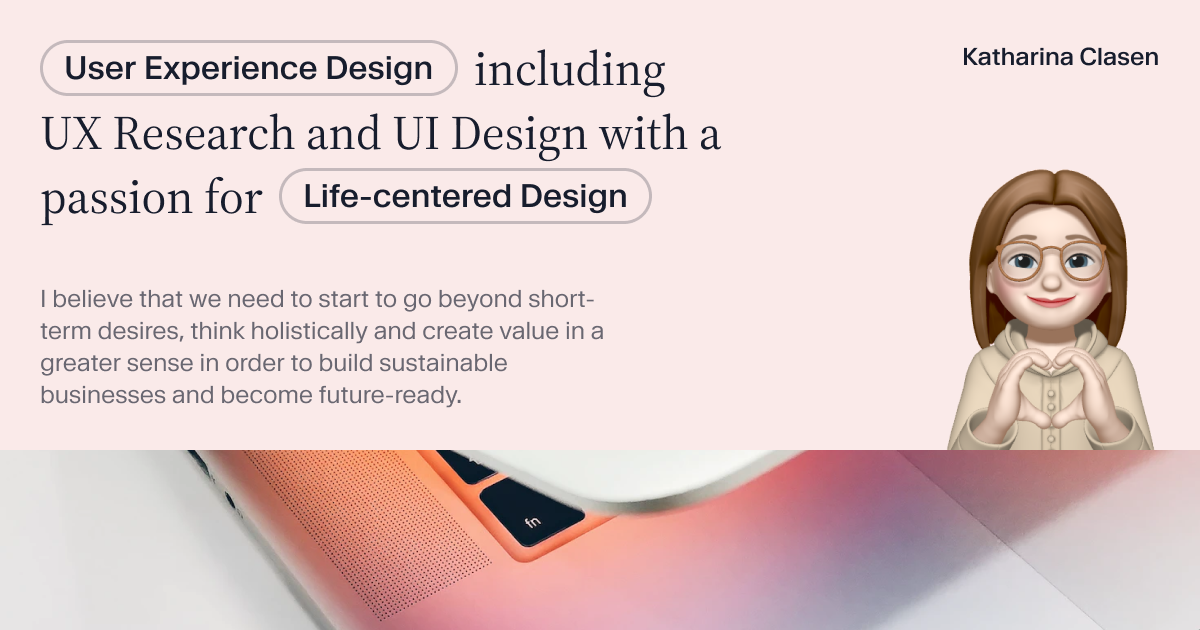 User Experience Design including
UX Research and UI Design with a
passion for Life-centered Design
Katharina Clasen
I believe that we need to start to go beyond short-
term desires, think holistically and create value in a
greater sense in order to build sustainable
businesses and become future-ready.
fn